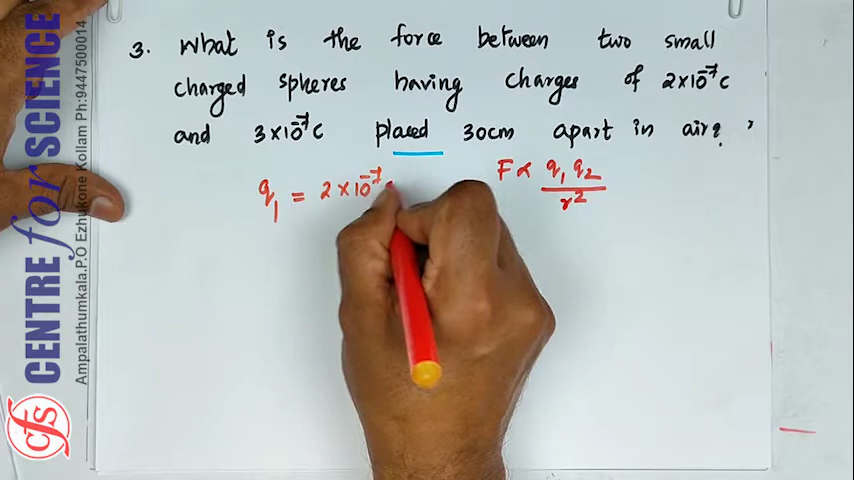 3. What is the force between two small
charged spheres having charges of 2×10⁻⁷C
and 3×10⁻⁷C placed 30cm apart in air?
F ∝ q₁ q₂
r²
q₁ = 2×10⁻⁷
CENTRE for SCIENCE
Ampalathumkala.P.O Ezhukone Kollam Ph:9447500014
cfs